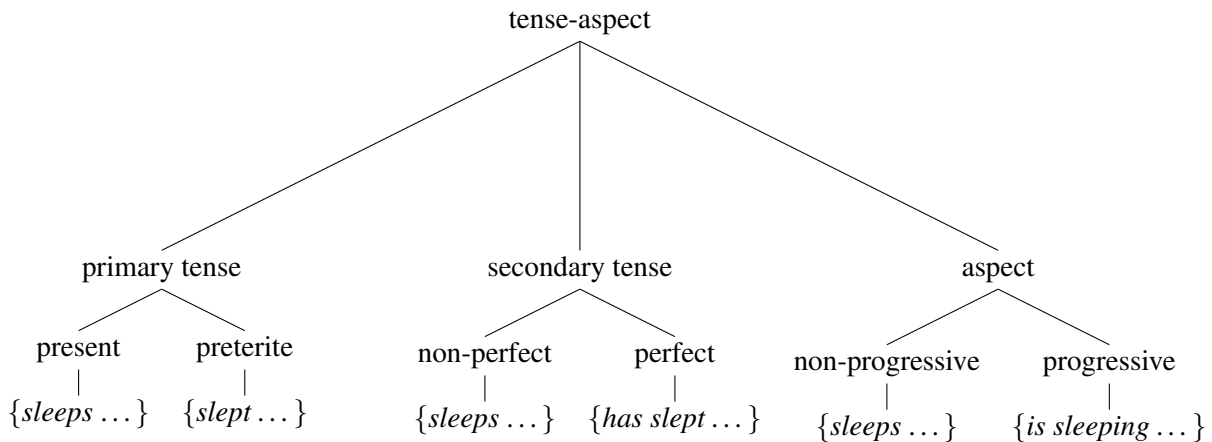 tense-aspect
primary tense secondary tense aspect
present preterite non-perfect perfect non-progressive progressive
{sleeps …} {slept …} {sleeps …} {has slept …} {sleeps …} {is sleeping …}